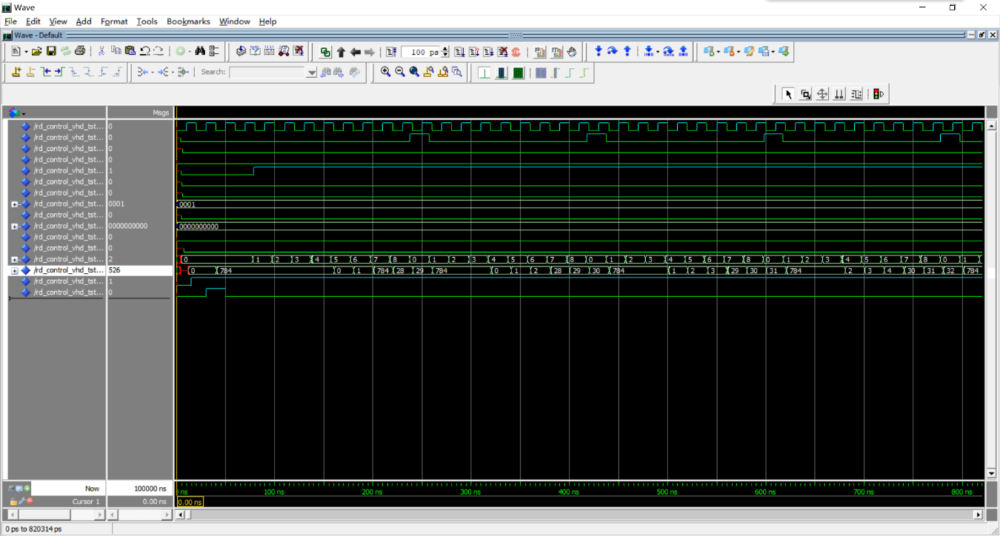 Wave
File Edit View Add Format Tools Bookmarks Window Help
Wave - Default
100 ps
Search:
Msgs
/rd_control_vhd_tst... 0
/rd_control_vhd_tst... 0
/rd_control_vhd_tst... 0
/rd_control_vhd_tst... 0
/rd_control_vhd_tst... 1
/rd_control_vhd_tst... 0
/rd_control_vhd_tst... 0
/rd_control_vhd_tst... 0001 0001
/rd_control_vhd_tst... 0
/rd_control_vhd_tst... 0000000000 0000000000
/rd_control_vhd_tst... 0
/rd_control_vhd_tst... 0
/rd_control_vhd_tst... 2 0 1 2 3 4 5 6 7 8 0 1 2 3 4 5 6 7 8 0 1 2 3 4 5 6 7 8 0 1 2 3 4 5 6 7 8 0 1
/rd_control_vhd_tst... 526 0 784 0 1 784 28 29 784 0 1 2 28 29 30 784 1 2 3 29 30 31 784 2 3 4 30 31 32 784
/rd_control_vhd_tst... 1
/rd_control_vhd_tst... 0
Now 100000 ns ns 100 ns 200 ns 300 ns 400 ns 500 ns 600 ns 700 ns 800 ns
Cursor 1 0.00 ns 0.00 ns
0 ps to 820314 ps